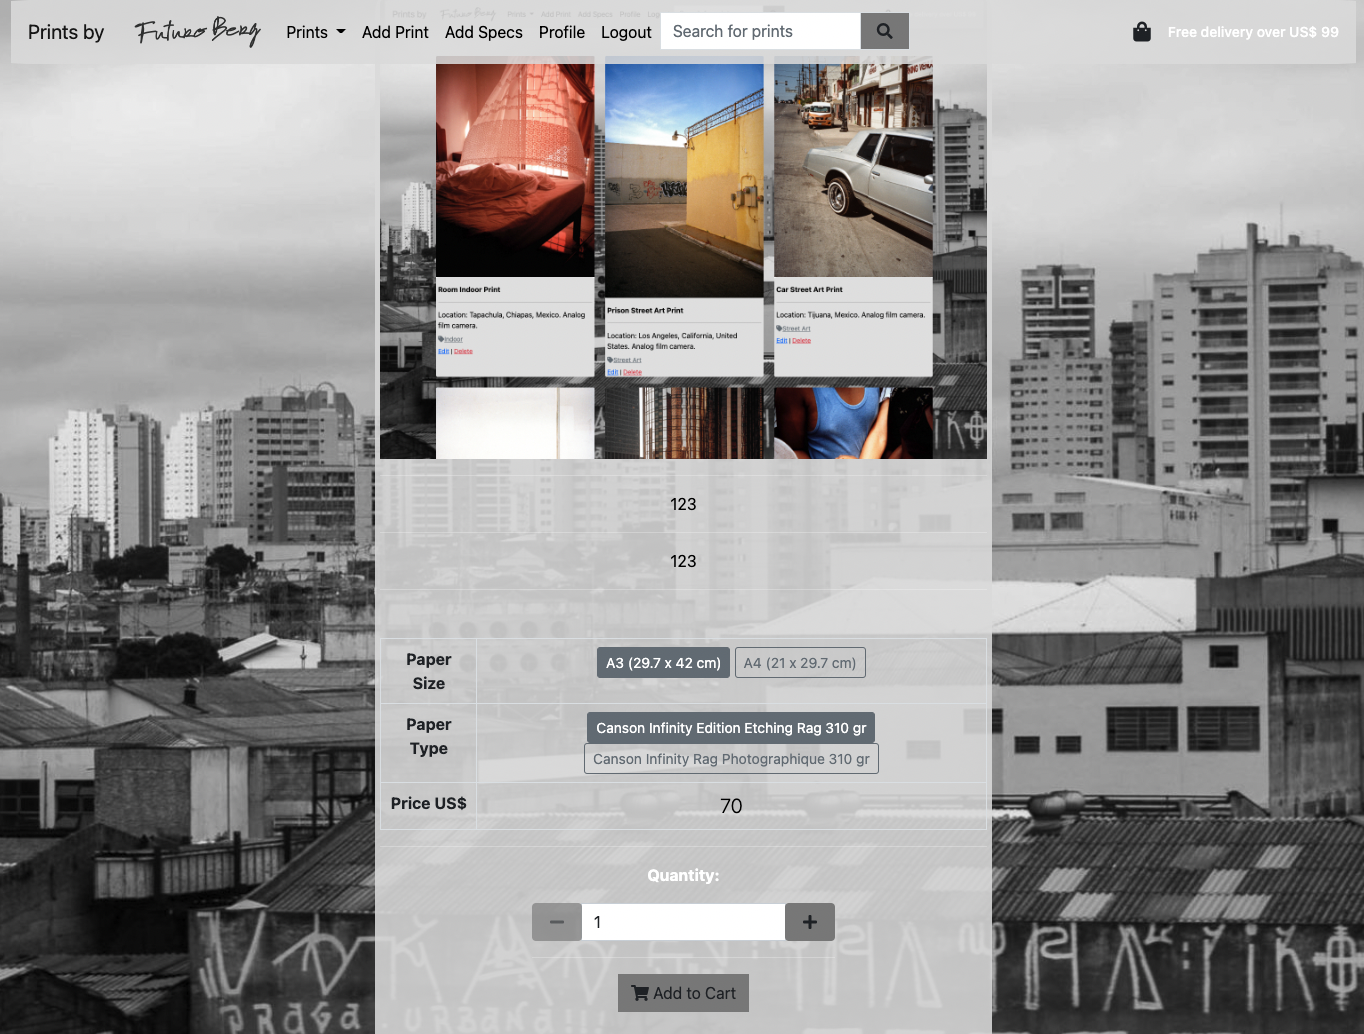 Prints by Futuro Berg Prints Add Print Add Specs Profile Logout Search for prints Free delivery over US$ 99
Room Indoor Print
Location: Tapachula, Chiapas, Mexico. Analog
film camera.
Indoor
Edit | Delete
Prison Street Art Print
Location: Los Angeles, California, United
States. Analog film camera.
Street Art
Edit | Delete
Car Street Art Print
Location: Tijuana, Mexico. Analog film camera.
Street Art
Edit | Delete
123
123
Paper
Size
A3 (29.7 x 42 cm) A4 (21 x 29.7 cm)
Paper
Type
Canson Infinity Edition Etching Rag 310 gr
Canson Infinity Rag Photographique 310 gr
Price US$ 70
Quantity:
1
Add to Cart